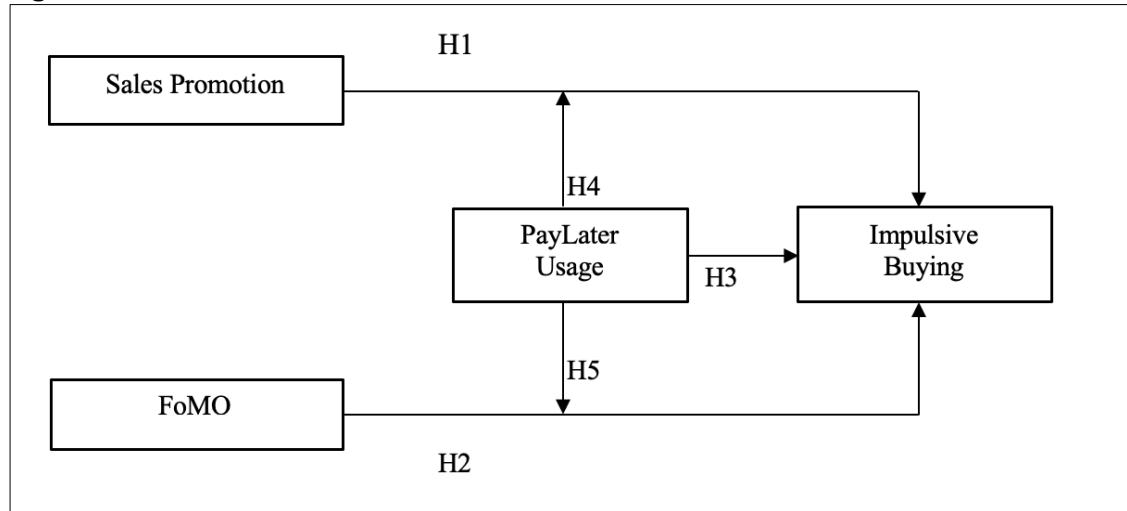 H1
Sales Promotion
H4
PayLater
Usage
H3
Impulsive
Buying
H5
FoMO
H2